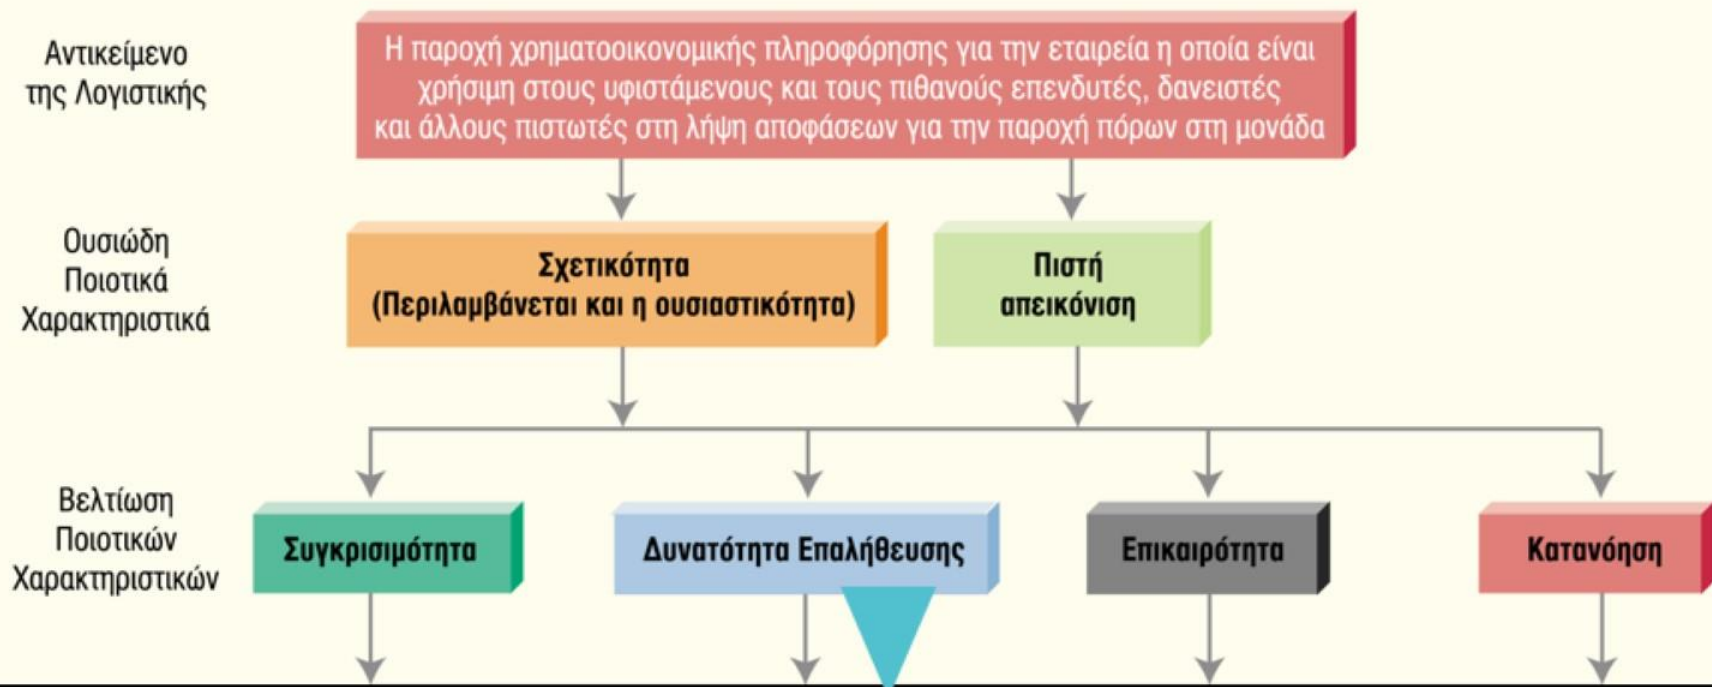 Αντικείμενο
της Λογιστικής
Η παροχή χρηματοοικονομικής πληροφόρησης για την εταιρεία η οποία είναι
χρήσιμη στους υφιστάμενους και τους πιθανούς επενδυτές, δανειστές
και άλλους πιστωτές στη λήψη αποφάσεων για την παροχή πόρων στη μονάδα
Ουσιώδη
Ποιοτικά
Χαρακτηριστικά
Σχετικότητα
(Περιλαμβάνεται και η ουσιαστικότητα)
Πιστή
απεικόνιση
Βελτίωση
Ποιοτικών
Χαρακτηριστικών
Συγκρισιμότητα
Δυνατότητα Επαλήθευσης
Επικαιρότητα
Κατανόηση